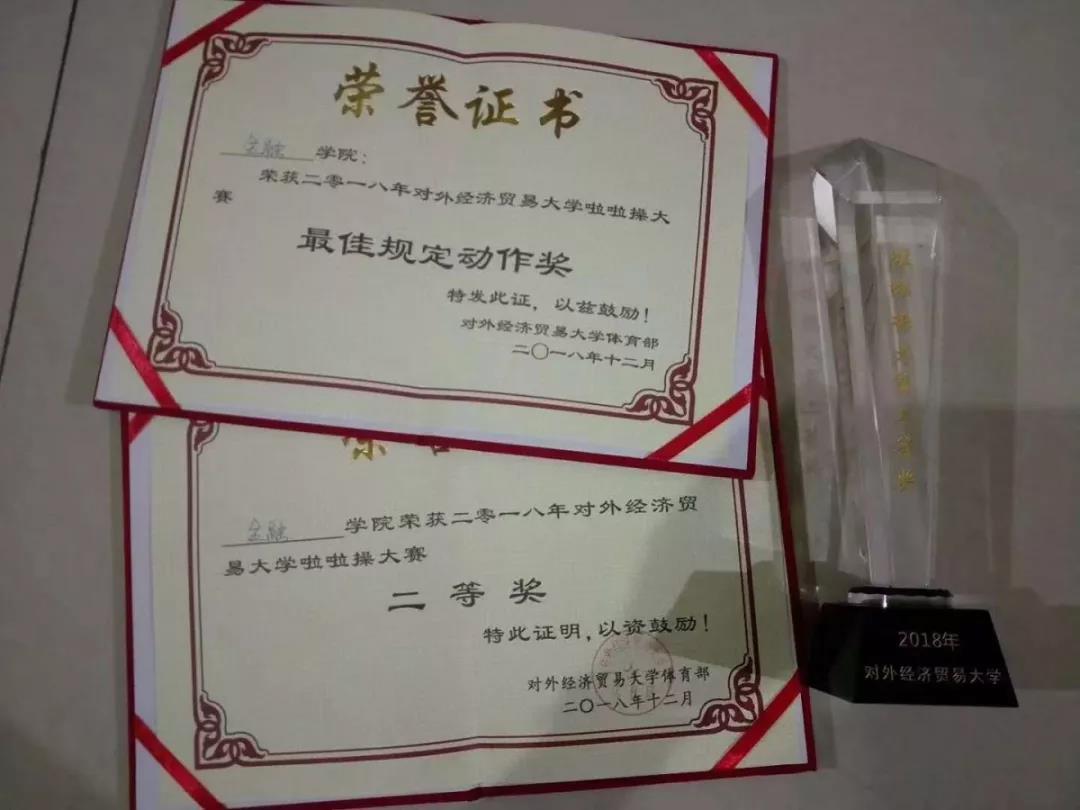 荣誉证书
金融 学院：
荣获二零一八年对外经济贸易大学啦啦操大
赛
最佳规定动作奖
特发此证，以兹鼓励！
对外经济贸易大学体育部
二〇一八年十二月
金融 学院荣获二零一八年对外经济贸
易大学啦啦操大赛
二等奖
特此证明，以资鼓励！
对外经济贸易大学体育部
二〇一八年十二月
2018年
对外经济贸易大学